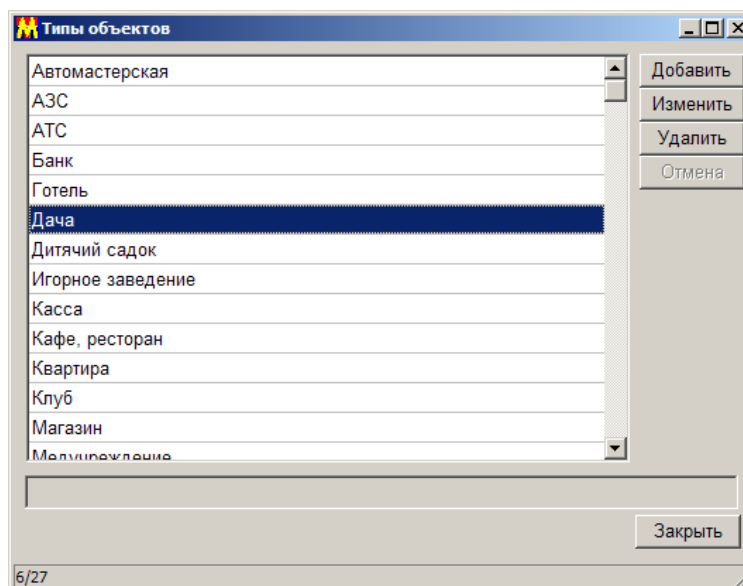 Типы объектов
Автомастерская
АЗС
АТС
Банк
Готель
Дача
Дитячий садок
Игорное заведение
Касса
Кафе, ресторан
Квартира
Клуб
Магазин
Медучреждение
Добавить
Изменить
Удалить
Отмена
Закрыть
6/27